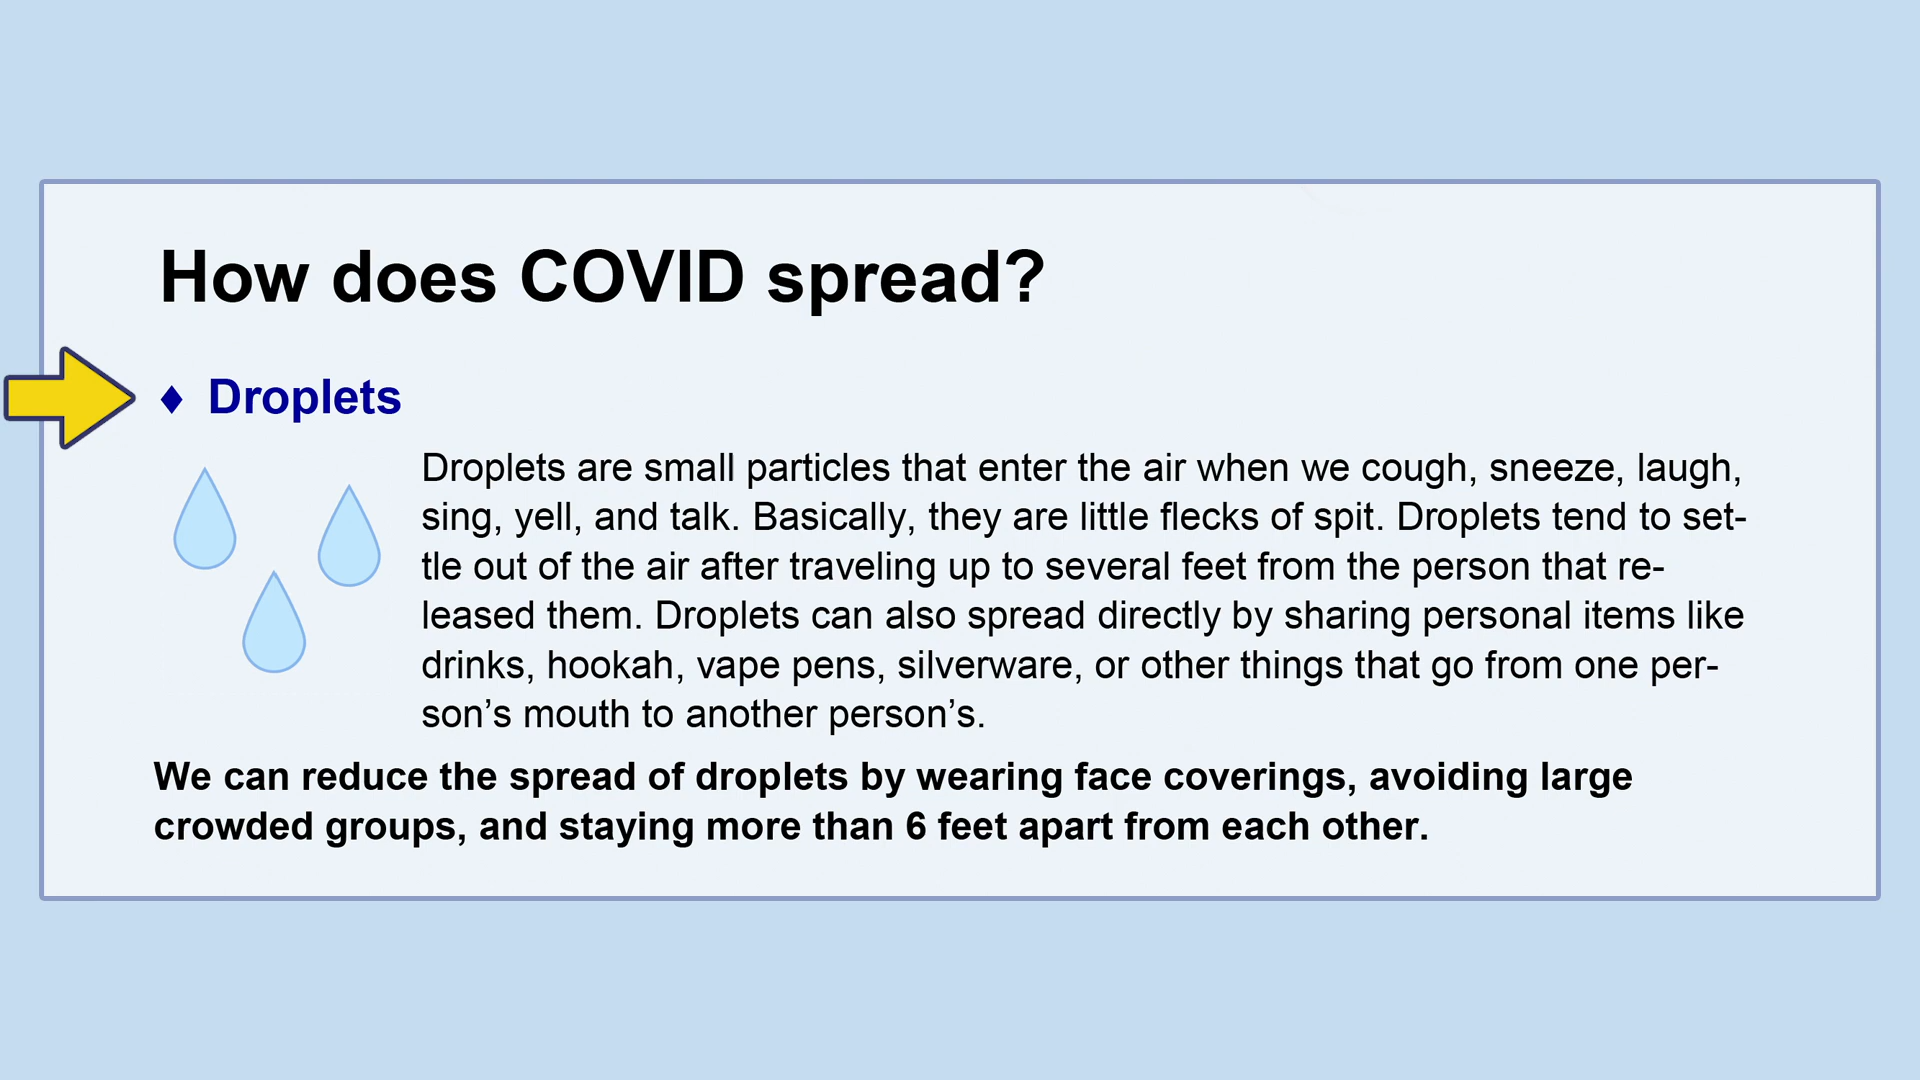 How does COVID spread?
♦ Droplets
Droplets are small particles that enter the air when we cough, sneeze, laugh,
sing, yell, and talk. Basically, they are little flecks of spit. Droplets tend to set-
tle out of the air after traveling up to several feet from the person that re-
leased them. Droplets can also spread directly by sharing personal items like
drinks, hookah, vape pens, silverware, or other things that go from one per-
son’s mouth to another person’s.
We can reduce the spread of droplets by wearing face coverings, avoiding large
crowded groups, and staying more than 6 feet apart from each other.